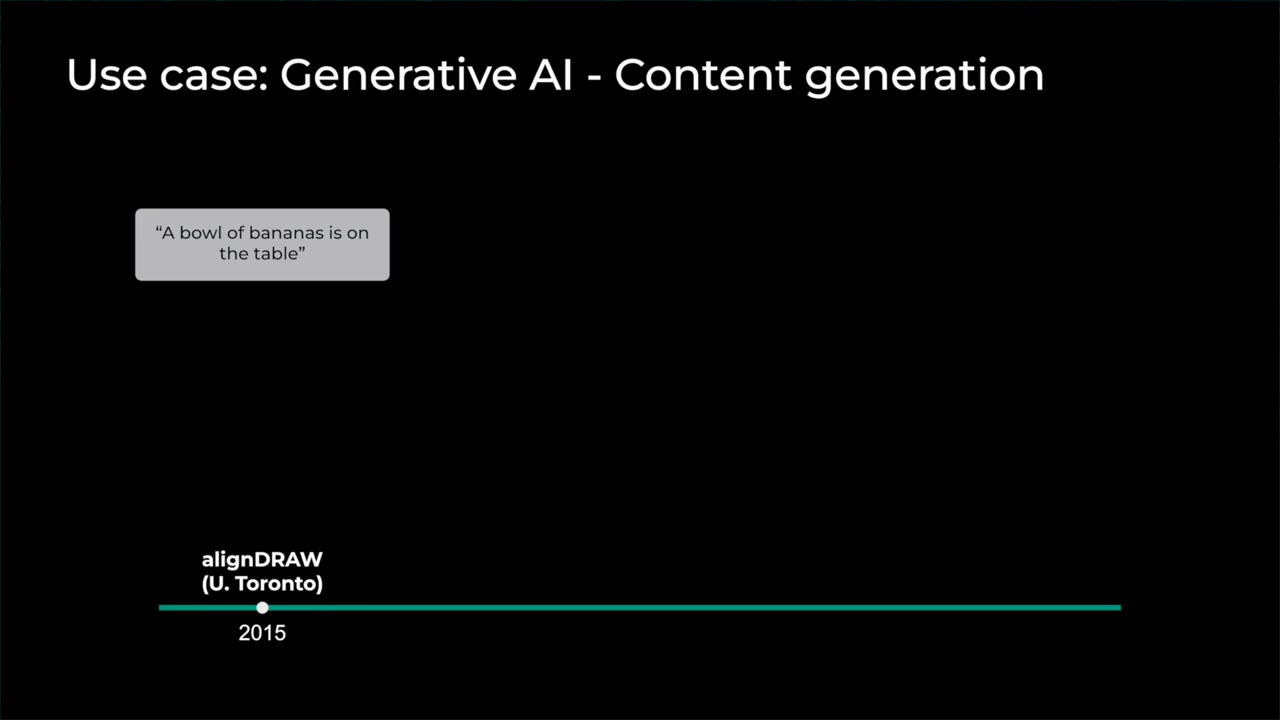 Use case: Generative AI - Content generation
“A bowl of bananas is on
the table”
alignDRAW
(U. Toronto)
2015